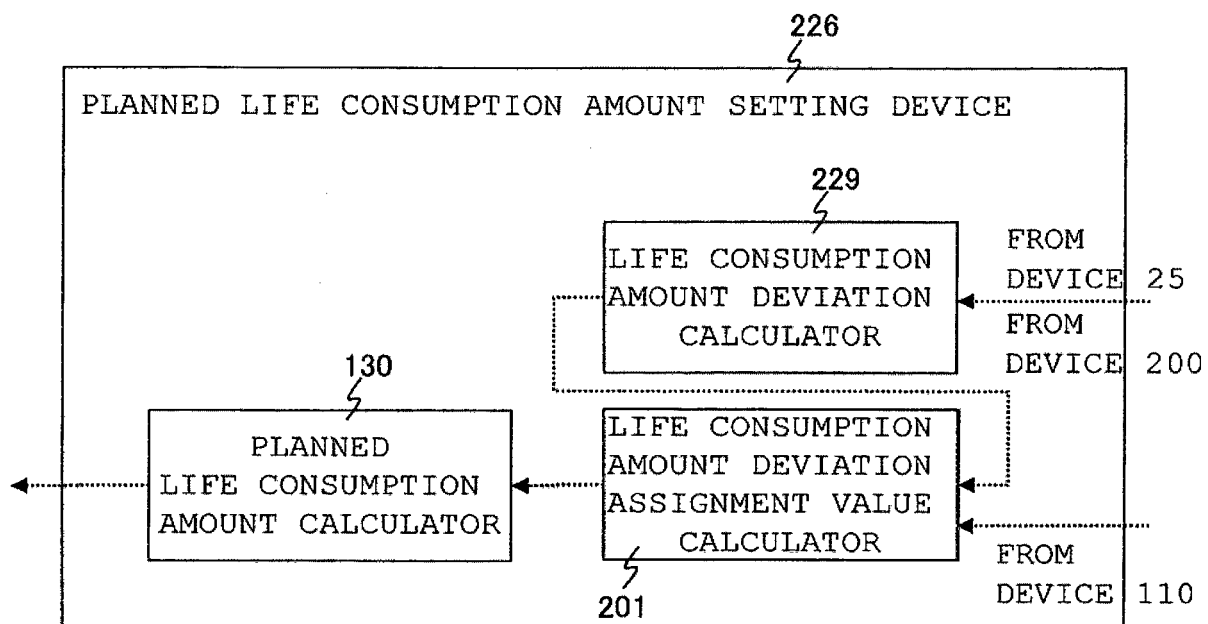 226
PLANNED LIFE CONSUMPTION AMOUNT SETTING DEVICE
229
LIFE CONSUMPTION
AMOUNT DEVIATION
CALCULATOR
FROM
DEVICE 25
FROM
DEVICE 200
130
PLANNED
LIFE CONSUMPTION
AMOUNT CALCULATOR
LIFE CONSUMPTION
AMOUNT DEVIATION
ASSIGNMENT VALUE
CALCULATOR
201
FROM
DEVICE 110